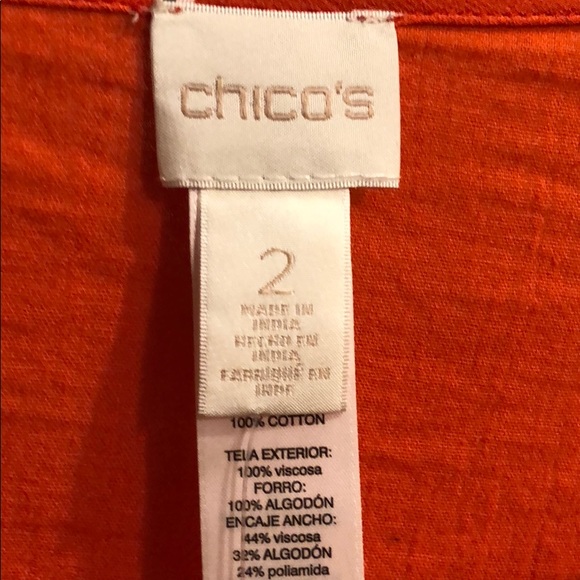 chico's
2
MADE IN
INDIA
HECHO EN
INDIA
FABRIQUÉ EN
INDE
100% COTTON
TELA EXTERIOR:
100% viscosa
FORRO:
100% ALGODÓN
ENCAJE ANCHO:
44% viscosa
32% ALGODÓN
24% poliamida